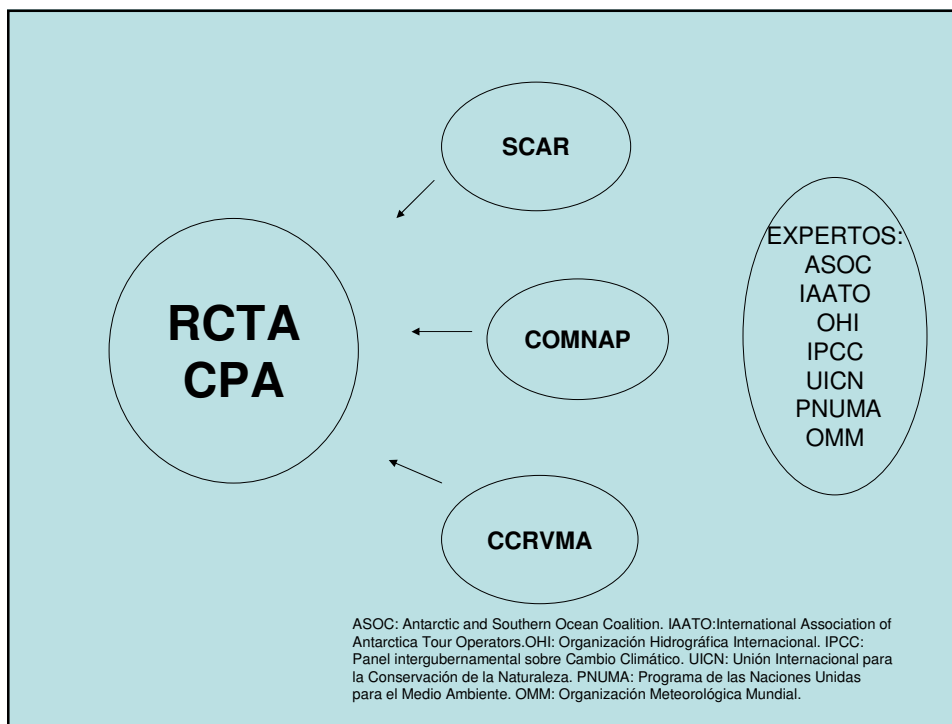 SCAR
RCTA
CPA
COMNAP
CCRVMA
EXPERTOS:
ASOC
IAATO
OHI
IPCC
UICN
PNUMA
OMM
ASOC: Antarctic and Southern Ocean Coalition. IAATO:International Association of
Antarctica Tour Operators.OHI: Organización Hidrográfica Internacional. IPCC:
Panel intergubernamental sobre Cambio Climático. UICN: Unión Internacional para
la Conservación de la Naturaleza. PNUMA: Programa de las Naciones Unidas
para el Medio Ambiente. OMM: Organización Meteorológica Mundial.